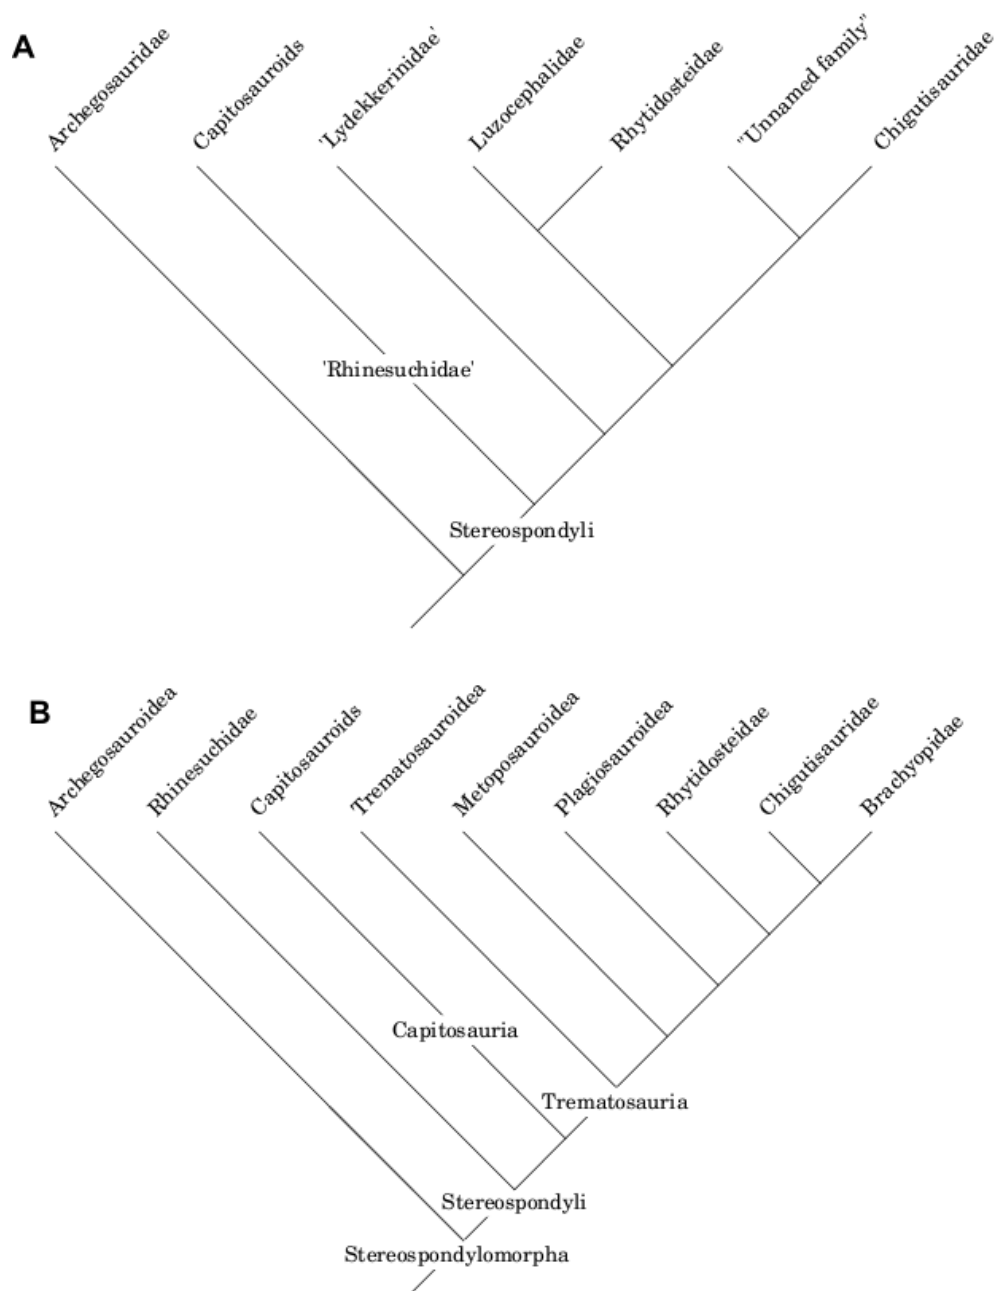 A
Archegosauridae
Capitosauroids
'Lydekkerinidae'
Luzocephalidae
Rhytidosteidae
"Unnamed family"
Chigutisauridae
'Rhinesuchidae'
Stereospondyli
B
Archegosauroidea
Rhinesuchidae
Capitosauroids
Trematosauroidea
Metoposauroidea
Plagiosauroidea
Rhytidosteidae
Chigutisauridae
Brachyopidae
Capitosauria
Trematosauria
Stereospondyli
Stereospondylomorpha